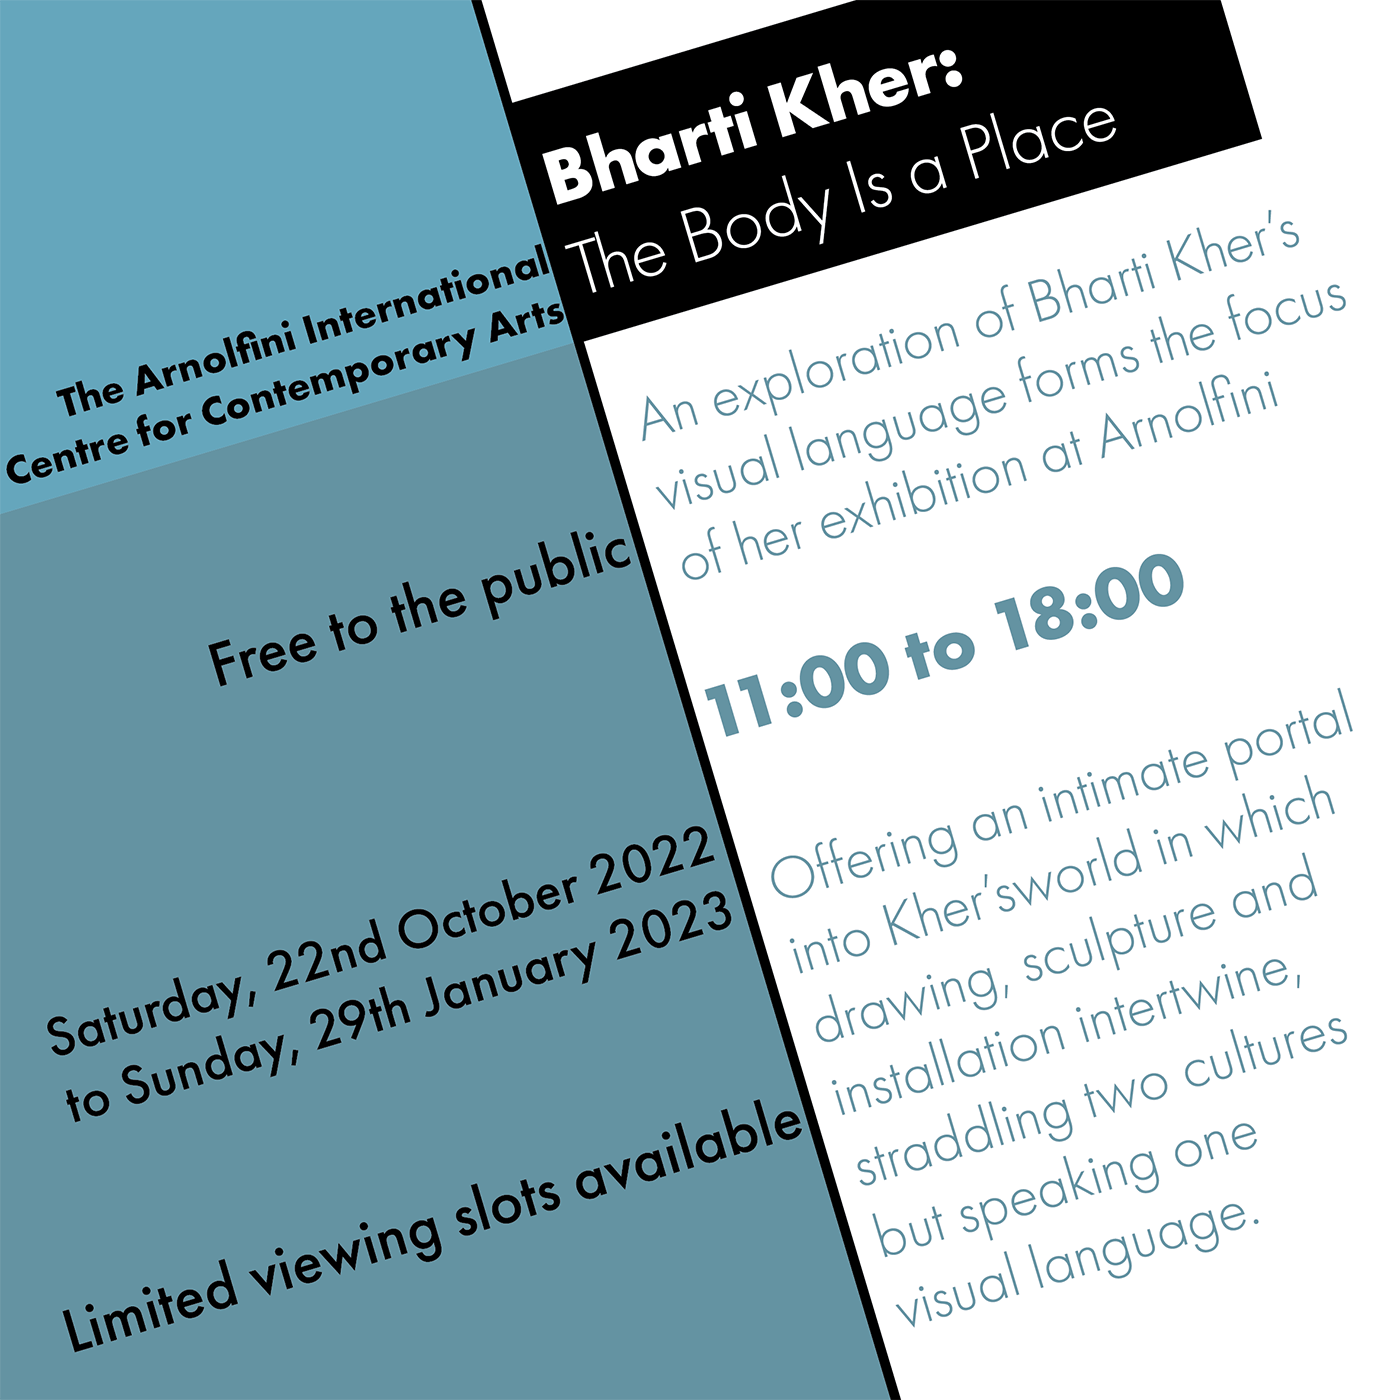 Bharti Kher:
The Body Is a Place
The Arnolfini International
Centre for Contemporary Arts
Free to the public
Saturday, 22nd October 2022
to Sunday, 29th January 2023
Limited viewing slots available
An exploration of Bharti Kher's
visual language forms the focus
of her exhibition at Arnolfini
11:00 to 18:00
Offering an intimate portal
into Kher'sworld in which
drawing, sculpture and
installation intertwine,
straddling two cultures
but speaking one
visual language.